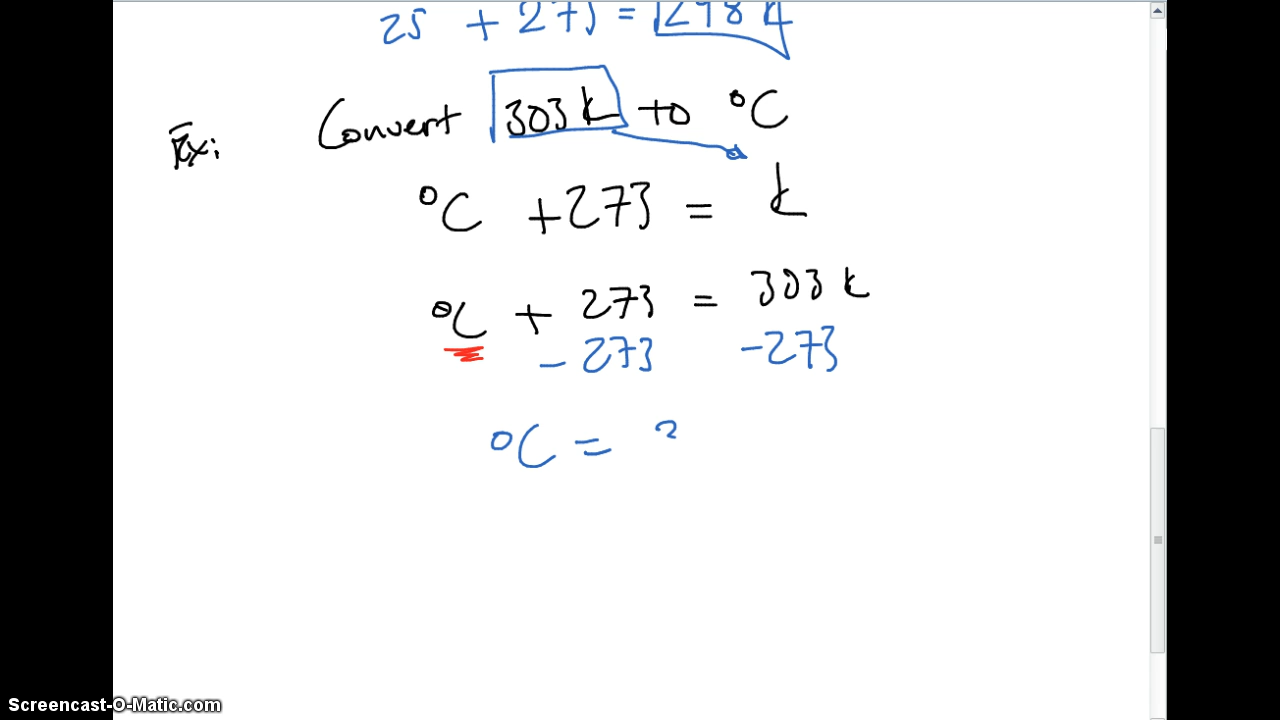 25 + 273 = 298 k
Ex: Convert 303 k to °C
°C +273 = k
°C + 273 = 303 k
- 273 -273
°C =
Screencast-O-Matic.com